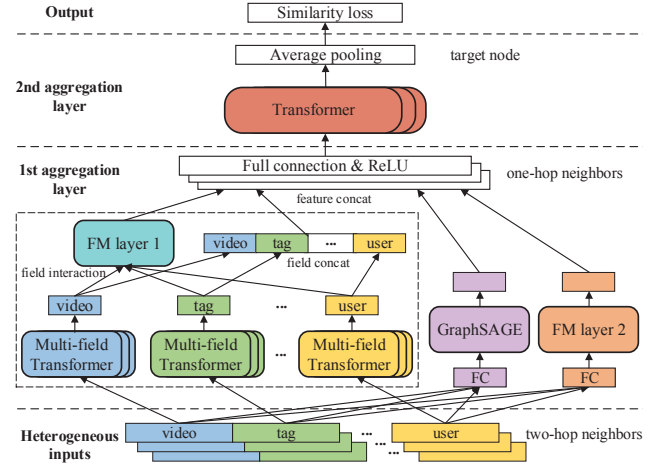 Output
Similarity loss
Average pooling
target node
2nd aggregation
layer
Transformer
1st aggregation
layer
Full connection & ReLU
one-hop neighbors
feature concat
FM layer 1
video
tag
...
user
field interaction
field concat
video
tag
...
user
GraphSAGE
FM layer 2
Multi-field
Transformer
Multi-field
Transformer
...
Multi-field
Transformer
FC
FC
Heterogeneous
inputs
video
tag
...
...
user
two-hop neighbors